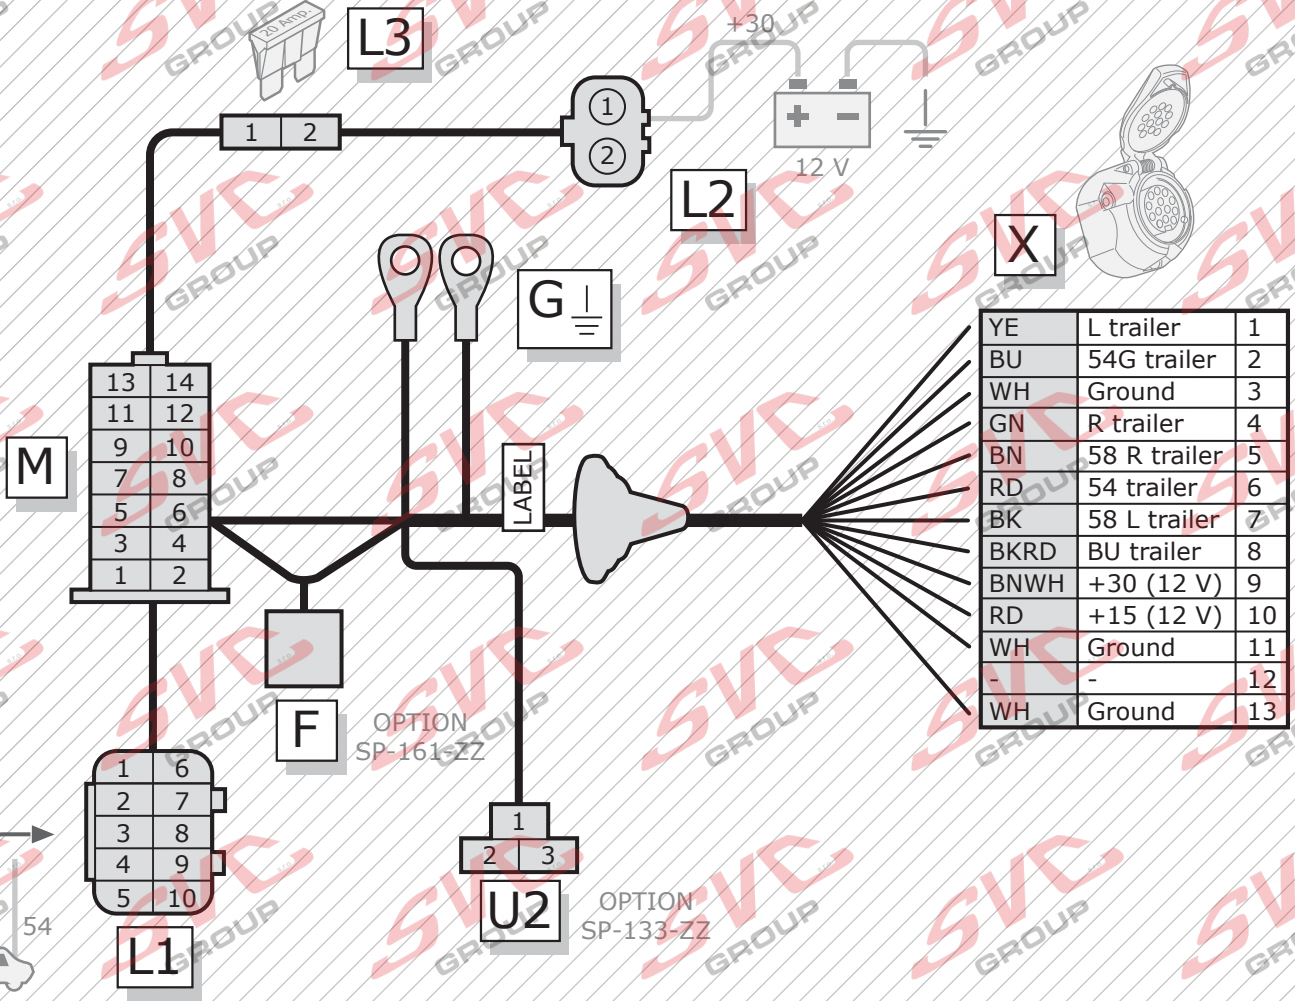 20 Amp.
L3
+30
1 2
1
2
+ -
12 V
L2
X
G
13 14
11 12
9 10
7 8
5 6
3 4
1 2
M
LABEL
YE L trailer 1
BU 54G trailer 2
WH Ground 3
GN R trailer 4
BN 58 R trailer 5
RD 54 trailer 6
BK 58 L trailer 7
BKRD BU trailer 8
BNWH +30 (12 V) 9
RD +15 (12 V) 10
WH Ground 11
- - 12
WH Ground 13
F
OPTION
SP-161-ZZ
1 6
2 7
3 8
4 9
5 10
L1
54
1
2 3
U2
OPTION
SP-133-ZZ
SVC
GROUP